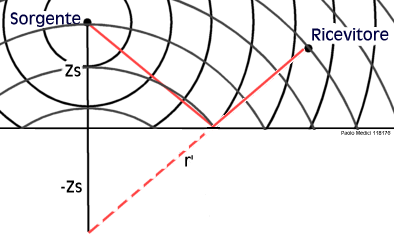 Sorgente
Ricevitore
Zs
Paolo Medici 118176
r'
-Zs